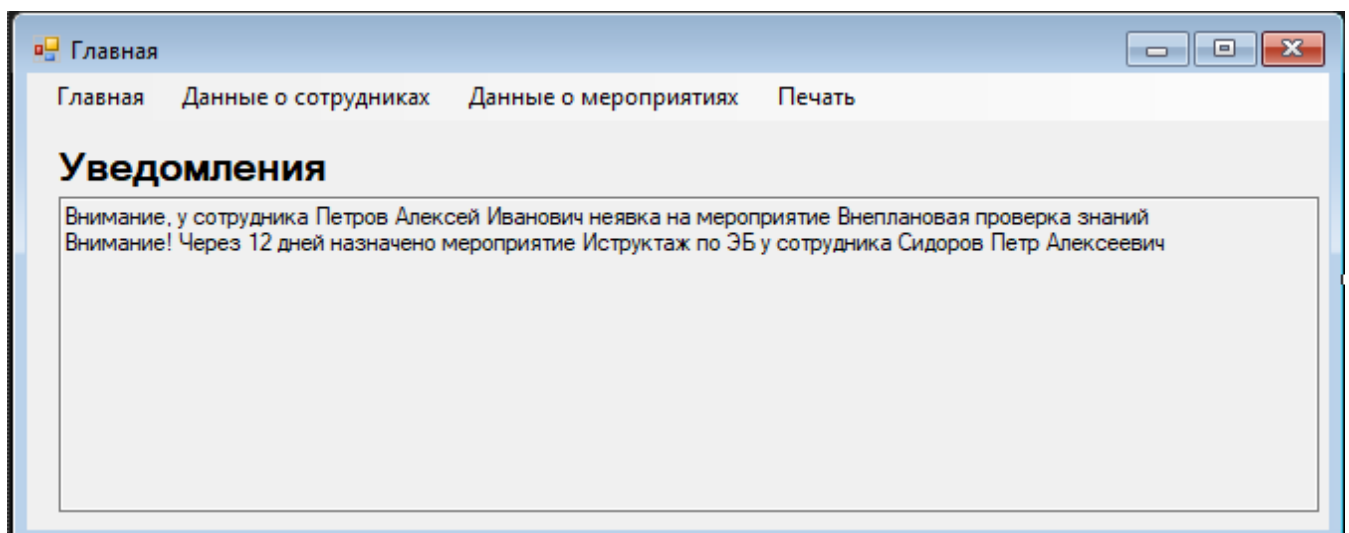 Главная
Главная Данные о сотрудниках Данные о мероприятиях Печать
Уведомления
Внимание, у сотрудника Петров Алексей Иванович неявка на мероприятие Внеплановая проверка знаний
Внимание! Через 12 дней назначено мероприятие Иструктаж по ЭБ у сотрудника Сидоров Петр Алексеевич